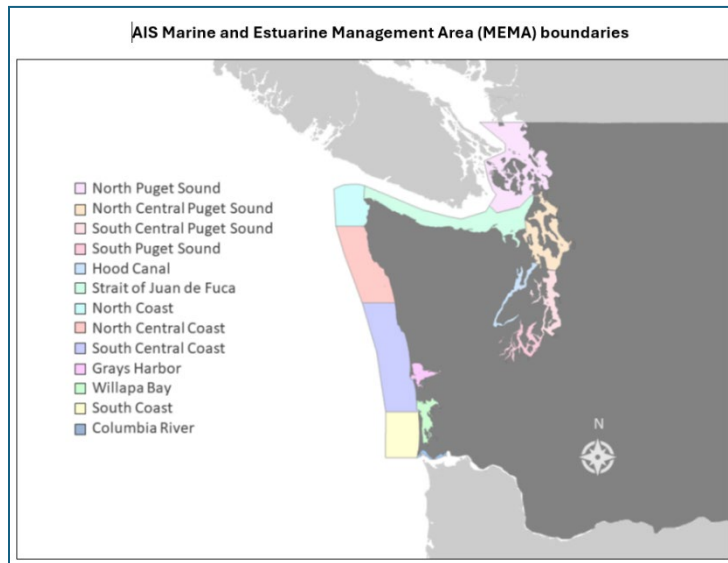 AIS Marine and Estuarine Management Area (MEMA) boundaries
North Puget Sound
North Central Puget Sound
South Central Puget Sound
South Puget Sound
Hood Canal
Strait of Juan de Fuca
North Coast
North Central Coast
South Central Coast
Grays Harbor
Willapa Bay
South Coast
Columbia River
N